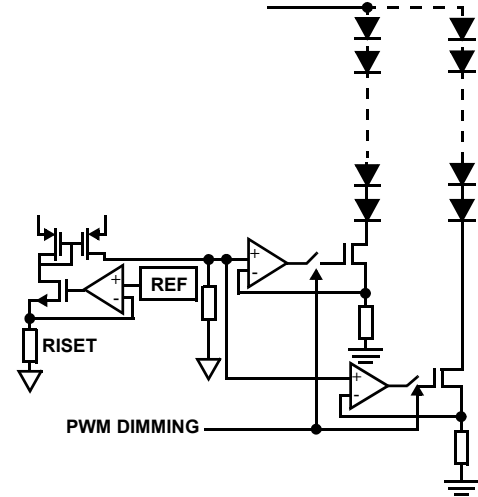 +
-
+
-
REF
RISET
+
-
PWM DIMMING